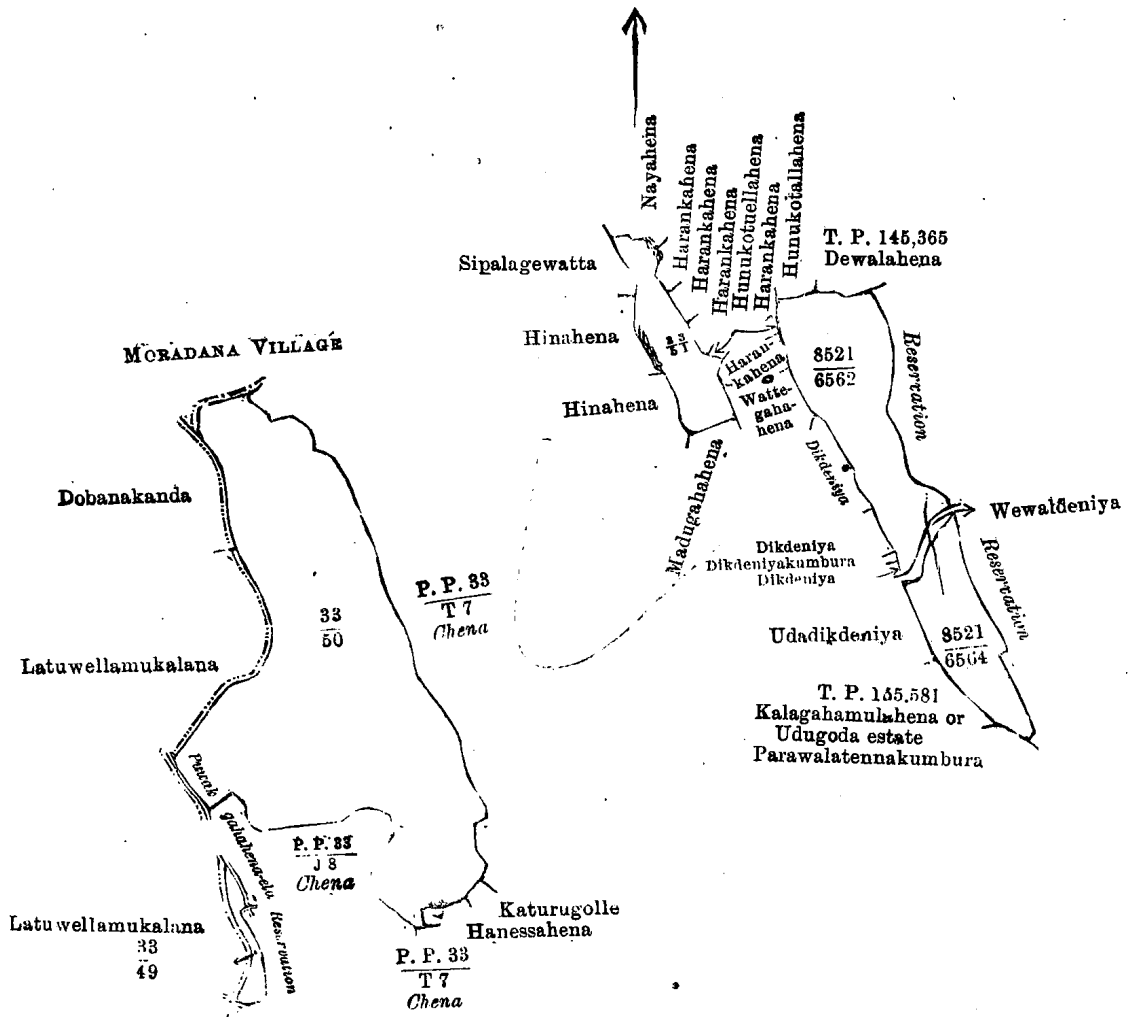 Nayahena
Harankahena
Harankahena
Harankahena
Hunukotuellahena
Harankahena
Hunukotallahena
T. P. 145,365
Dewalahena
Sipalagewatta
Hinahena
Hinahena
Haran-
kahena
Watte-
gaha-
hena
8521
6562
Reservation
MORADANA VILLAGE
Dobanakanda
Madugahahena
Dikdeniya
Wewaldeniya
Dikdeniya
Dikdeniyakumbura
Dikdeniya
Reservation
P. P. 33
T 7
Chena
33
50
Udadikdeniya
8521
6564
Latuwellamukalana
T. P. 155,581
Kalagahamulahena or
Udugoda estate
Parawalatennakumbura
Puwak
gahahena-ela Reservation
P. P. 33
J 8
Chena
Katurugolle
Hanessahena
Latuwellamukalana
33
49
P. P. 33
T 7
Chena